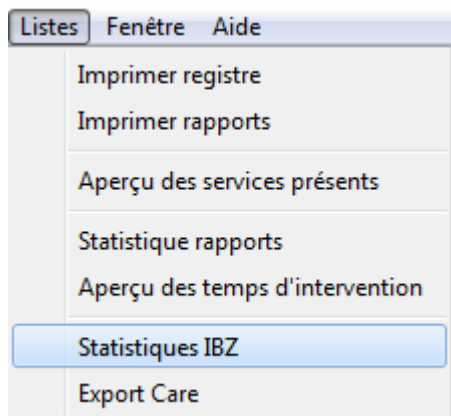 Listes Fenêtre Aide
Imprimer registre
Imprimer rapports
Aperçu des services présents
Statistique rapports
Aperçu des temps d'intervention
Statistiques IBZ
Export Care